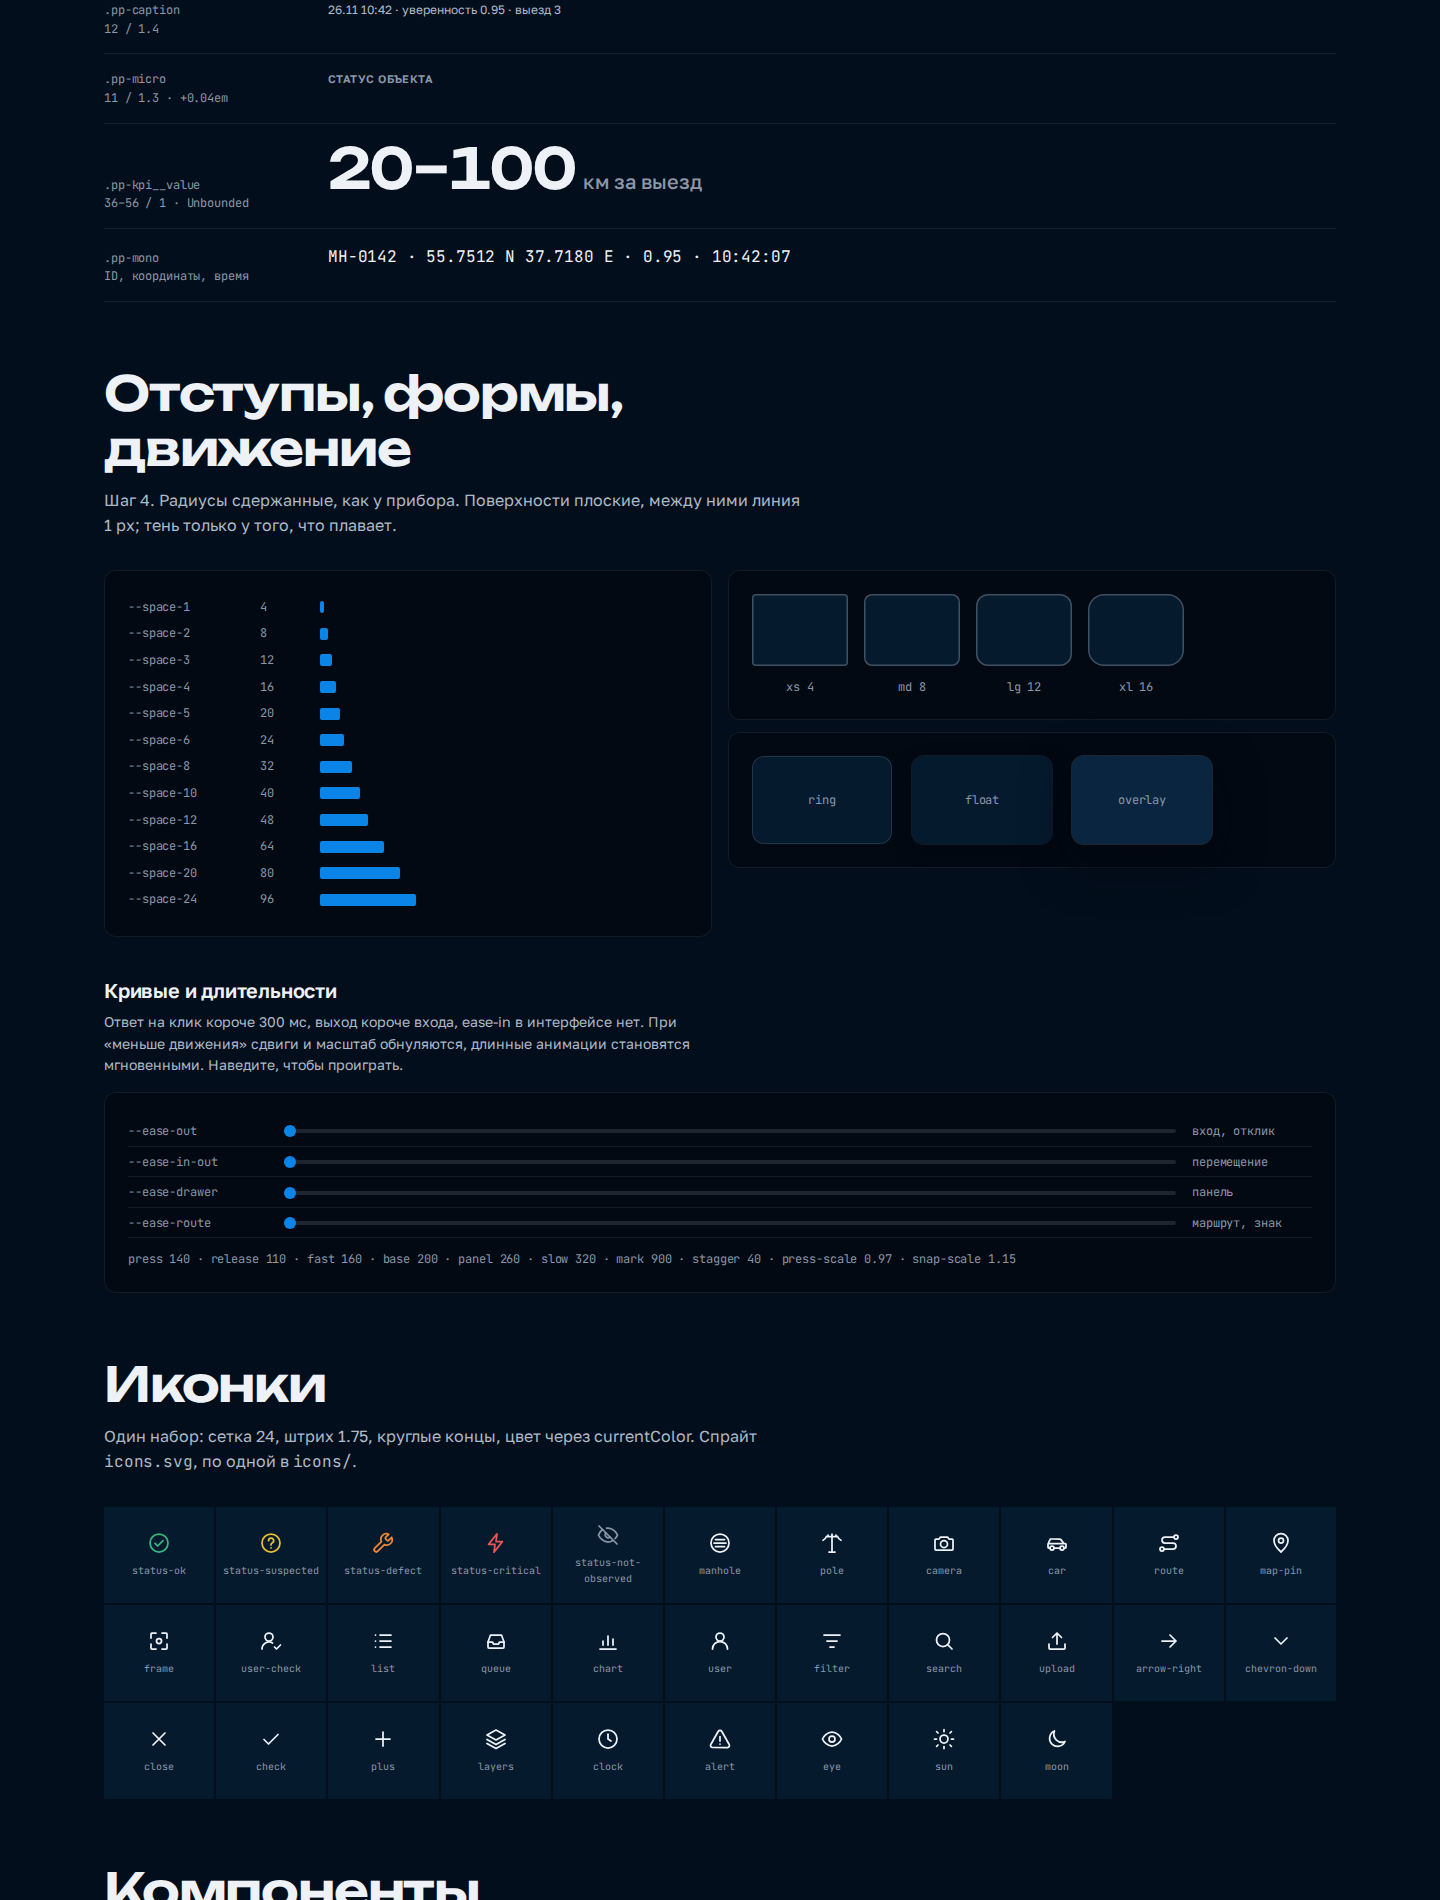 .pp-caption
12 / 1.4
26.11 10:42 · уверенность 0.95 · выезд 3
.pp-micro
11 / 1.3 · +0.04em
СТАТУС ОБЪЕКТА
.pp-kpi__value
36–56 / 1 · Unbounded
20–100 км за выезд
.pp-mono
ID, координаты, время
MH-0142 · 55.7512 N 37.7180 E · 0.95 · 10:42:07
Отступы, формы,
движение
Шаг 4. Радиусы сдержанные, как у прибора. Поверхности плоские, между ними линия
1 px; тень только у того, что плавает.
--space-1 4
--space-2 8
--space-3 12
--space-4 16
--space-5 20
--space-6 24
--space-8 32
--space-10 40
--space-12 48
--space-16 64
--space-20 80
--space-24 96
xs 4 md 8 lg 12 xl 16
ring float overlay
Кривые и длительности
Ответ на клик короче 300 мс, выход короче входа, ease-in в интерфейсе нет. При
«меньше движения» сдвиги и масштаб обнуляются, длинные анимации становятся
мгновенными. Наведите, чтобы проиграть.
--ease-out вход, отклик
--ease-in-out перемещение
--ease-drawer панель
--ease-route маршрут, знак
press 140 · release 110 · fast 160 · base 200 · panel 260 · slow 320 · mark 900 · stagger 40 · press-scale 0.97 · snap-scale 1.15
Иконки
Один набор: сетка 24, штрих 1.75, круглые концы, цвет через currentColor. Спрайт
icons.svg, по одной в icons/.
status-ok status-suspected status-defect status-critical status-not-
observed manhole pole camera car route map-pin
frame user-check list queue chart user filter search upload arrow-right chevron-down
close check plus layers clock alert eye sun moon
Компоненты